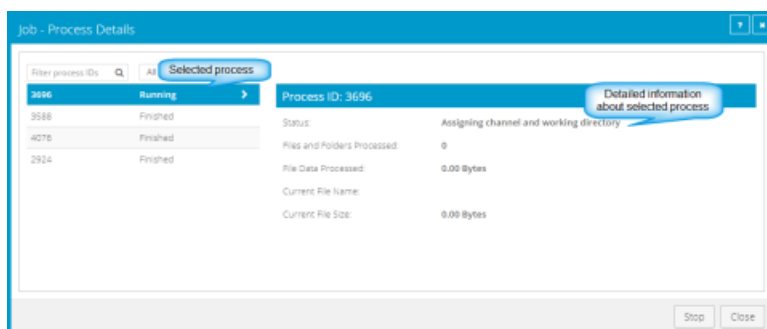 Job - Process Details
? ×
Filter process IDs All
Selected process
3696 Running
3588 Finished
4076 Finished
2924 Finished
Process ID: 3696
Detailed information
about selected process
Status: Assigning channel and working directory
Files and Folders Processed: 0
File Data Processed: 0.00 Bytes
Current File Name:
Current File Size: 0.00 Bytes
Stop Close